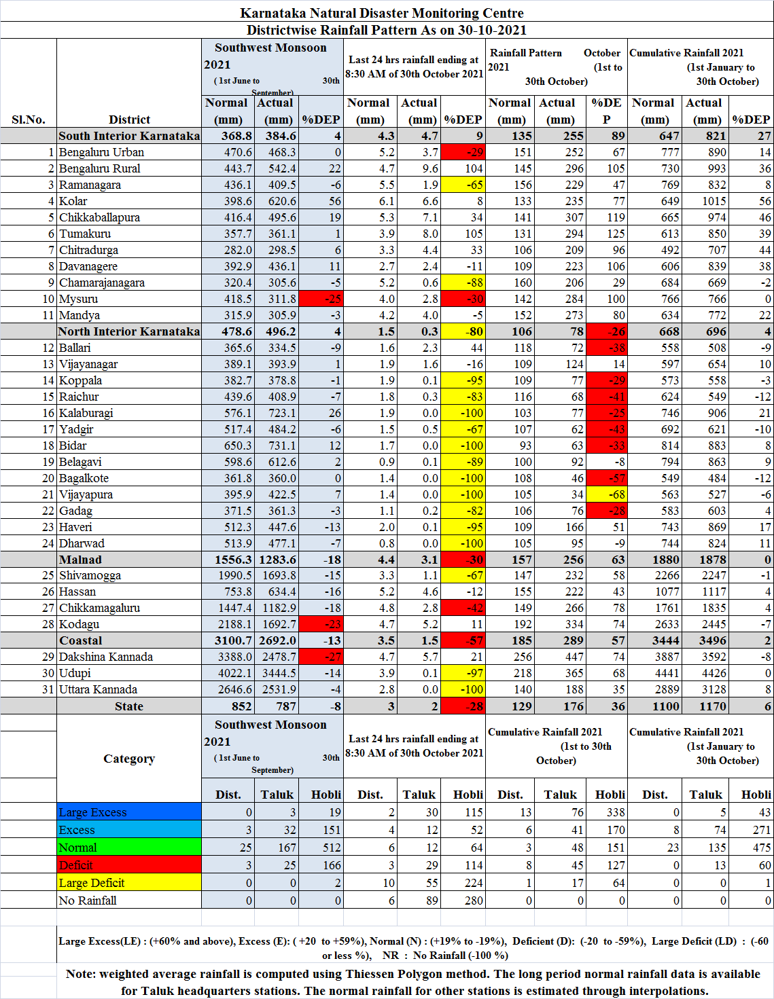 Karnataka Natural Disaster Monitoring Centre
Districtwise Rainfall Pattern As on 30-10-2021
Sl.No. District Southwest Monsoon 2021 ( 1st June to 30th September) Last 24 hrs rainfall ending at 8:30 AM of 30th October 2021 Rainfall Pattern October 2021 (1st to 30th October) Cumulative Rainfall 2021 (1st January to 30th October)
Normal (mm) Actual (mm) %DEP Normal (mm) Actual (mm) %DEP Normal (mm) Actual (mm) %DE P Normal (mm) Actual (mm) %DEP
South Interior Karnataka 368.8 384.6 4 4.3 4.7 9 135 255 89 647 821 27
1 Bengaluru Urban 470.6 468.3 0 5.2 3.7 -29 151 252 67 777 890 14
2 Bengaluru Rural 443.7 542.4 22 4.7 9.6 104 145 296 105 730 993 36
3 Ramanagara 436.1 409.5 -6 5.5 1.9 -65 156 229 47 769 832 8
4 Kolar 398.6 620.6 56 6.1 6.6 8 133 235 77 649 1015 56
5 Chikkaballapura 416.4 495.6 19 5.3 7.1 34 141 307 119 665 974 46
6 Tumakuru 357.7 361.1 1 3.9 8.0 105 131 294 125 613 850 39
7 Chitradurga 282.0 298.5 6 3.3 4.4 33 106 209 96 492 707 44
8 Davanagere 392.9 436.1 11 2.7 2.4 -11 109 223 106 606 839 38
9 Chamarajanagara 320.4 305.6 -5 5.2 0.6 -88 160 206 29 684 669 -2
10 Mysuru 418.5 311.8 -25 4.0 2.8 -30 142 284 100 766 766 0
11 Mandya 315.9 305.9 -3 4.2 4.0 -5 152 273 80 634 772 22
North Interior Karnataka 478.6 496.2 4 1.5 0.3 -80 106 78 -26 668 696 4
12 Ballari 365.6 334.5 -9 1.6 2.3 44 118 72 -38 558 508 -9
13 Vijayanagar 389.1 393.9 1 1.9 1.6 -16 109 124 14 597 654 10
14 Koppala 382.7 378.8 -1 1.9 0.1 -95 109 77 -29 573 558 -3
15 Raichur 439.6 408.9 -7 1.8 0.3 -83 116 68 -41 624 549 -12
16 Kalaburagi 576.1 723.1 26 1.9 0.0 -100 103 77 -25 746 906 21
17 Yadgir 517.4 484.2 -6 1.5 0.5 -67 107 62 -43 692 621 -10
18 Bidar 650.3 731.1 12 1.7 0.0 -100 93 63 -33 814 883 8
19 Belagavi 598.6 612.6 2 0.9 0.1 -89 100 92 -8 794 863 9
20 Bagalkote 361.8 360.0 0 1.4 0.0 -100 108 46 -57 549 484 -12
21 Vijayapura 395.9 422.5 7 1.4 0.0 -100 105 34 -68 563 527 -6
22 Gadag 371.5 361.3 -3 1.1 0.2 -82 106 76 -28 583 603 4
23 Haveri 512.3 447.6 -13 2.0 0.1 -95 109 166 51 743 869 17
24 Dharwad 513.9 477.1 -7 0.8 0.0 -100 105 95 -9 744 824 11
Malnad 1556.3 1283.6 -18 4.4 3.1 -30 157 256 63 1880 1878 0
25 Shivamogga 1990.5 1693.8 -15 3.3 1.1 -67 147 232 58 2266 2247 -1
26 Hassan 753.8 634.4 -16 5.2 4.6 -12 155 222 43 1077 1117 4
27 Chikkamagaluru 1447.4 1182.9 -18 4.8 2.8 -42 149 266 78 1761 1835 4
28 Kodagu 2188.1 1692.7 -23 4.7 5.2 11 192 334 74 2633 2445 -7
Coastal 3100.7 2692.0 -13 3.5 1.5 -57 185 289 57 3444 3496 2
29 Dakshina Kannada 3388.0 2478.7 -27 4.7 5.7 21 256 447 74 3887 3592 -8
30 Udupi 4022.1 3444.5 -14 3.9 0.1 -97 218 365 68 4441 4426 0
31 Uttara Kannada 2646.6 2531.9 -4 2.8 0.0 -100 140 188 35 2889 3128 8
State 852 787 -8 3 2 -28 129 176 36 1100 1170 6
Category Southwest Monsoon 2021 ( 1st June to 30th September) Last 24 hrs rainfall ending at 8:30 AM of 30th October 2021 Cumulative Rainfall 2021 (1st to 30th October) Cumulative Rainfall 2021 (1st January to 30th October)
Dist. Taluk Hobli Dist. Taluk Hobli Dist. Taluk Hobli Dist. Taluk Hobli
Large Excess 0 3 19 2 30 115 13 76 338 0 5 43
Excess 3 32 151 4 12 52 6 41 170 8 74 271
Normal 25 167 512 6 12 64 3 48 151 23 135 475
Deficit 3 25 166 3 29 114 8 45 127 0 13 60
Large Deficit 0 0 2 10 55 224 1 17 64 0 0 1
No Rainfall 0 0 0 6 89 280 0 0 0 0 0 0
Large Excess(LE) : (+60% and above), Excess (E): ( +20 to +59%), Normal (N) : (+19% to -19%), Deficient (D): (-20 to -59%), Large Deficit (LD) : (-60
or less %), NR : No Rainfall (-100 %)
Note: weighted average rainfall is computed using Thiessen Polygon method. The long period normal rainfall data is available
for Taluk headquarters stations. The normal rainfall for other stations is estimated through interpolations.